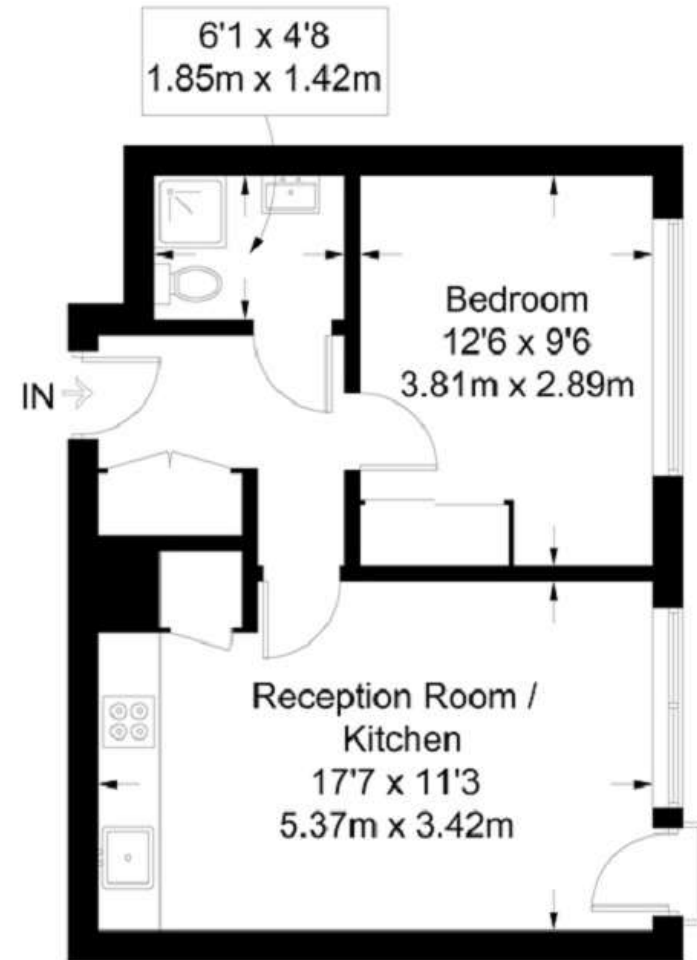 6'1 x 4'8
1.85m x 1.42m
Bedroom
12'6 x 9'6
3.81m x 2.89m
IN
Reception Room /
Kitchen
17'7 x 11'3
5.37m x 3.42m